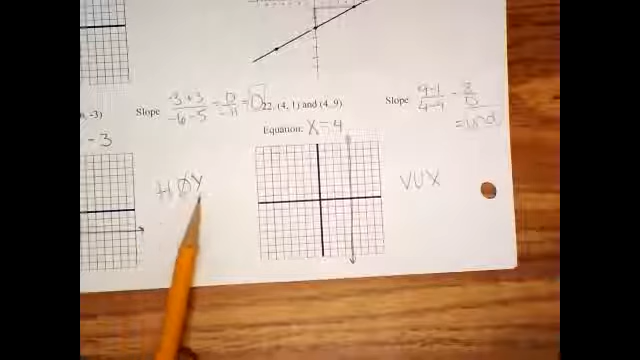 , -3)
Slope -3+3/-6-5 = 0/-11 = 0
22. (4, 1) and (4, 9)
Slope 9-1/4-4 = 8/0
= und
- 3
Equation: X=4
HOY
VUX